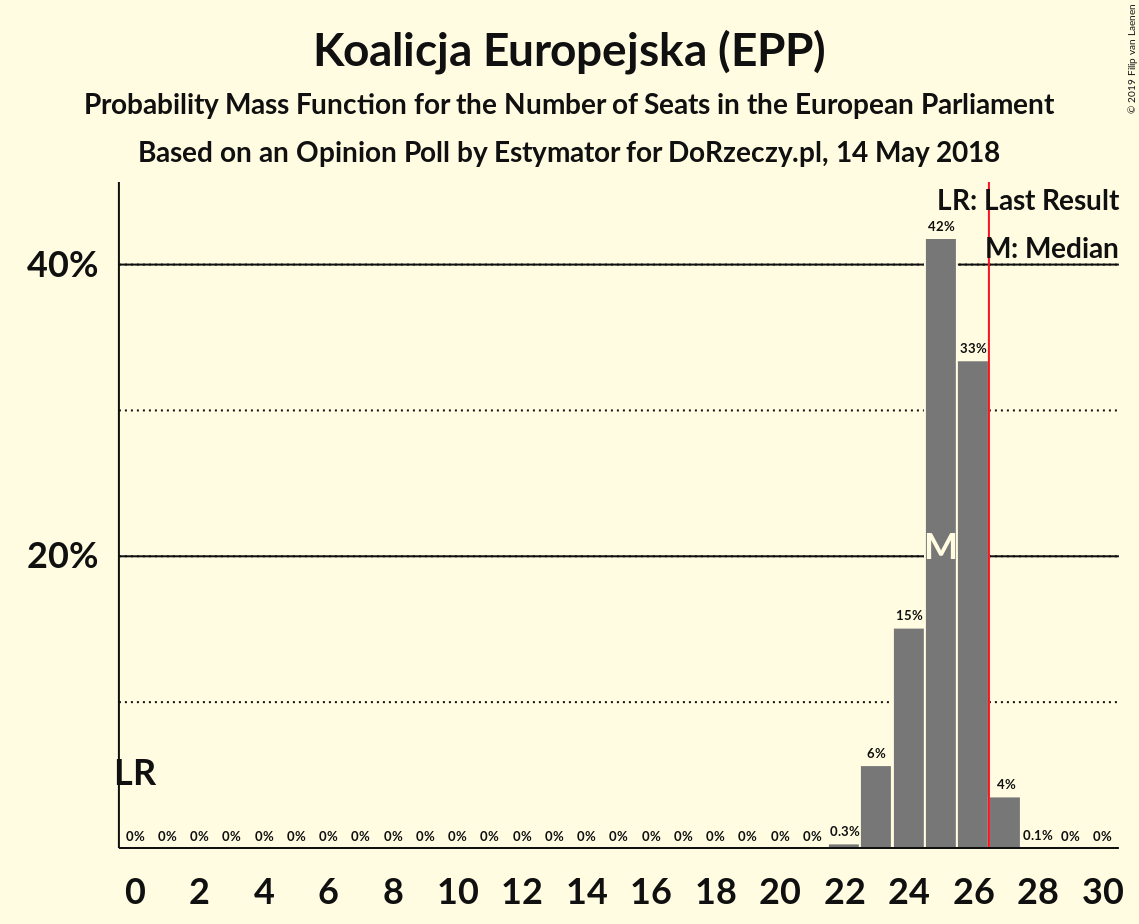 Koalicja Europejska (EPP)
Probability Mass Function for the Number of Seats in the European Parliament
Based on an Opinion Poll by Estymator for DoRzeczy.pl, 14 May 2018
© 2019 Filip van Laenen
LR: Last Result
M: Median
40%
20%
42%
33%
15%
6%
4%
M
LR
0% 0% 0% 0% 0% 0% 0% 0% 0% 0% 0% 0% 0% 0% 0% 0% 0% 0% 0% 0% 0% 0% 0.3% 0.1% 0% 0%
0 2 4 6 8 10 12 14 16 18 20 22 24 26 28 30